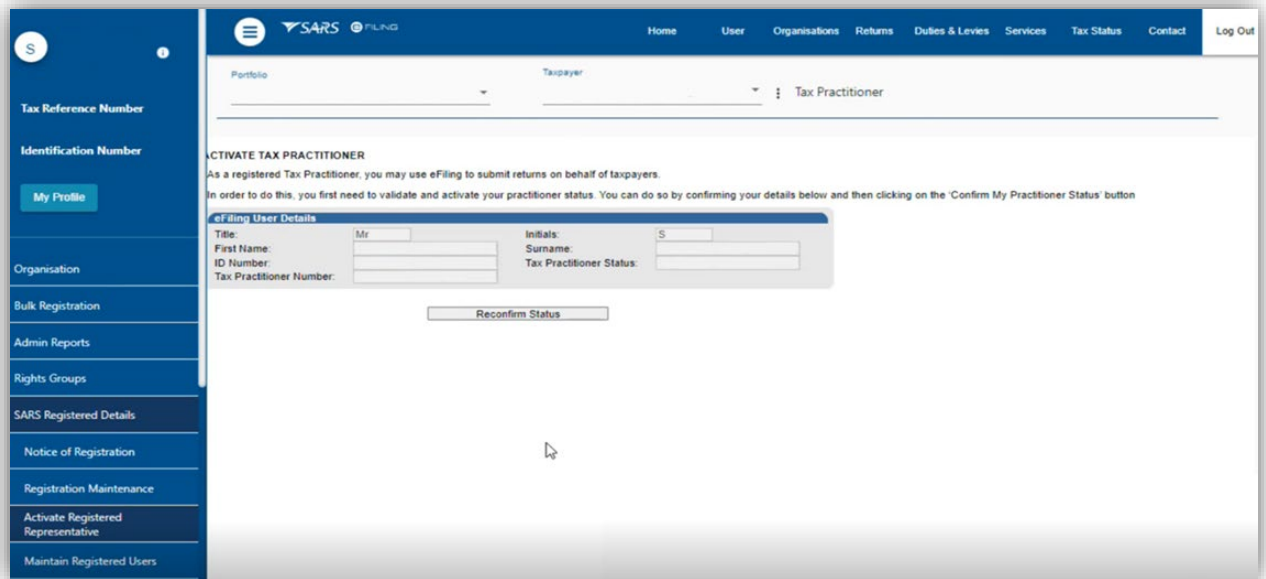 S
i
Tax Reference Number
Identification Number
My Profile
Organisation
Bulk Registration
Admin Reports
Rights Groups
SARS Registered Details
Notice of Registration
Registration Maintenance
Activate Registered
Representative
Maintain Registered Users
SARS eFILING
Home User Organisations Returns Duties & Levies Services Tax Status Contact Log Out
Portfolio Taxpayer
Tax Practitioner
CTIVATE TAX PRACTITIONER
As a registered Tax Practitioner, you may use eFiling to submit returns on behalf of taxpayers.
In order to do this, you first need to validate and activate your practitioner status. You can do so by confirming your details below and then clicking on the 'Confirm My Practitioner Status' button
eFiling User Details
Title: Mr Initials: S
First Name: Surname:
ID Number: Tax Practitioner Status:
Tax Practitioner Number:
Reconfirm Status